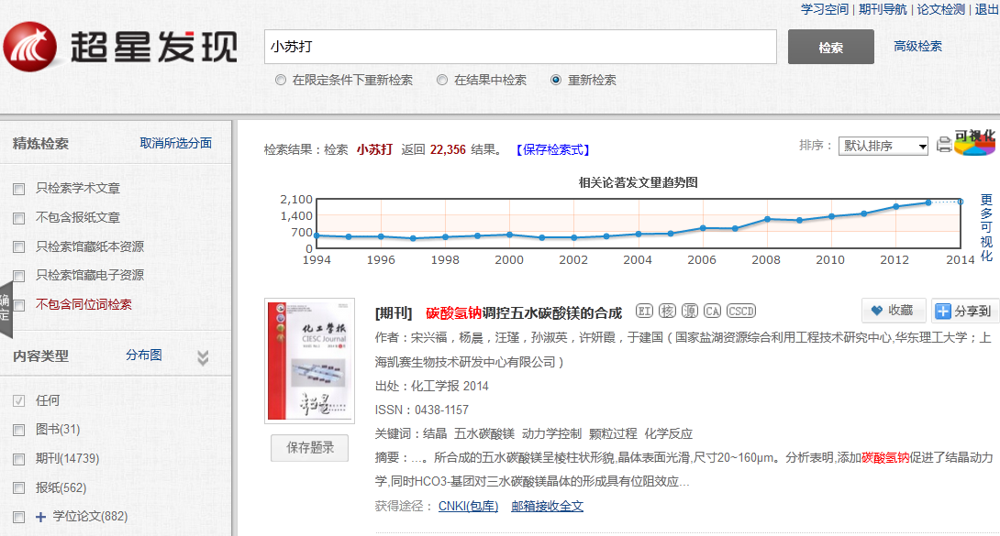 学习空间 | 期刊导航 | 论文检测 | 退出
超星发现
小苏打
检索
高级检索
在限定条件下重新检索
在结果中检索
重新检索
精炼检索
取消所选分面
只检索学术文章
不包含报纸文章
只检索馆藏纸本资源
只检索馆藏电子资源
不包含同位词检索
确定
内容类型
分布图
任何
图书(31)
期刊(14739)
报纸(562)
学位论文(882)
检索结果：检索 小苏打 返回 22,356 结果。 【保存检索式】
排序：
默认排序
可视化
相关论著发文量趋势图
2,100
1,400
700
0
1994 1996 1998 2000 2002 2004 2006 2008 2010 2012 2014
更多可视化
化工学报
CIESC Journal
保存题录
[期刊] 碳酸氢钠调控五水碳酸镁的合成 EI 核 源 CA CSCD
收藏
分享到
作者：宋兴福，杨晨，汪瑾，孙淑英，许妍霞，于建国（国家盐湖资源综合利用工程技术研究中心,华东理工大学；上
海凯赛生物技术研发中心有限公司）
出处：化工学报 2014
ISSN：0438-1157
关键词：结晶 五水碳酸镁 动力学控制 颗粒过程 化学反应
摘要：...。所合成的五水碳酸镁呈棱柱状形貌,晶体表面光滑,尺寸20~160μm。分析表明,添加碳酸氢钠促进了结晶动力
学,同时HCO3-基团对三水碳酸镁晶体的形成具有位阻效应...
获得途径： CNKI(包库) 邮箱接收全文